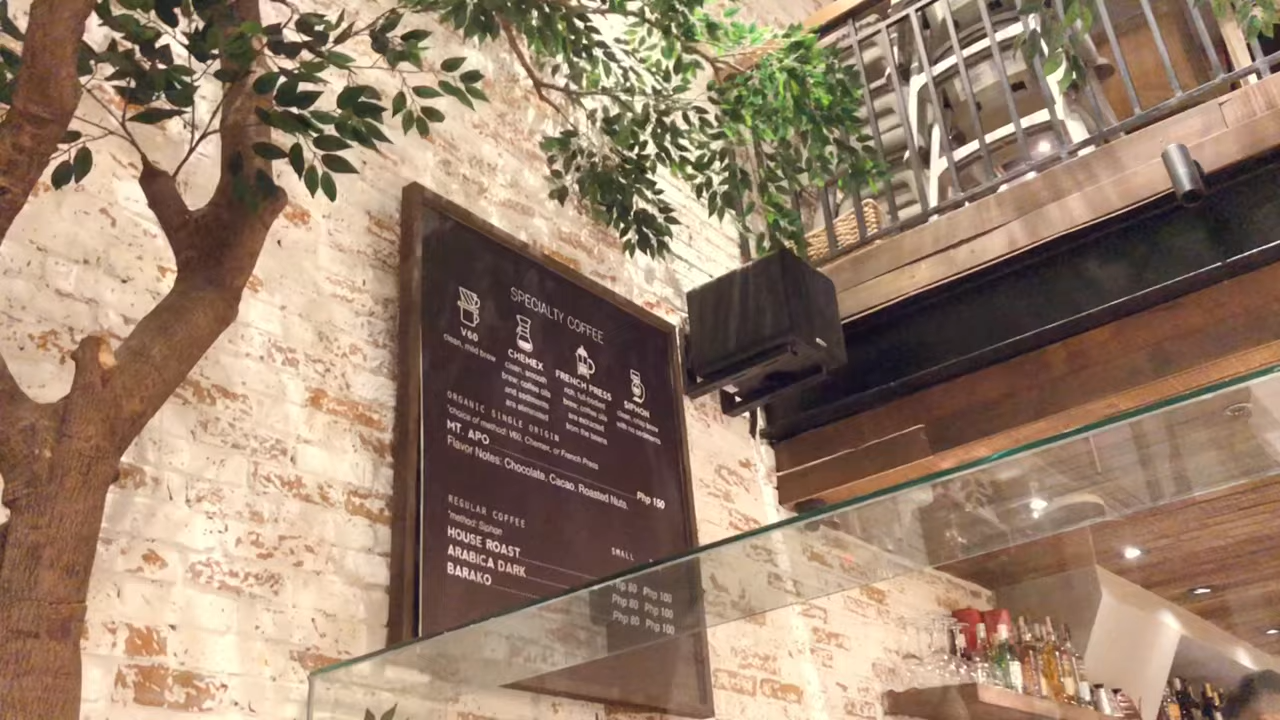 SPECIALTY COFFEE
V60
clean, mild brew
CHEMEX
clean, smooth
brew; coffee oils
and sediments
are eliminated
FRENCH PRESS
rich, full-bodied
brew; coffee oils
are extracted
from the beans
SIPHON
clean, crisp brew
with no sediments
ORGANIC SINGLE ORIGIN
*choice of method: V60, Chemex, or French Press
MT. APO Php 150
Flavor Notes: Chocolate, Cacao, Roasted Nuts.
REGULAR COFFEE
*method: Siphon
SMALL
HOUSE ROAST Php 80 Php 100
ARABICA DARK Php 80 Php 100
BARAKO Php 80 Php 100